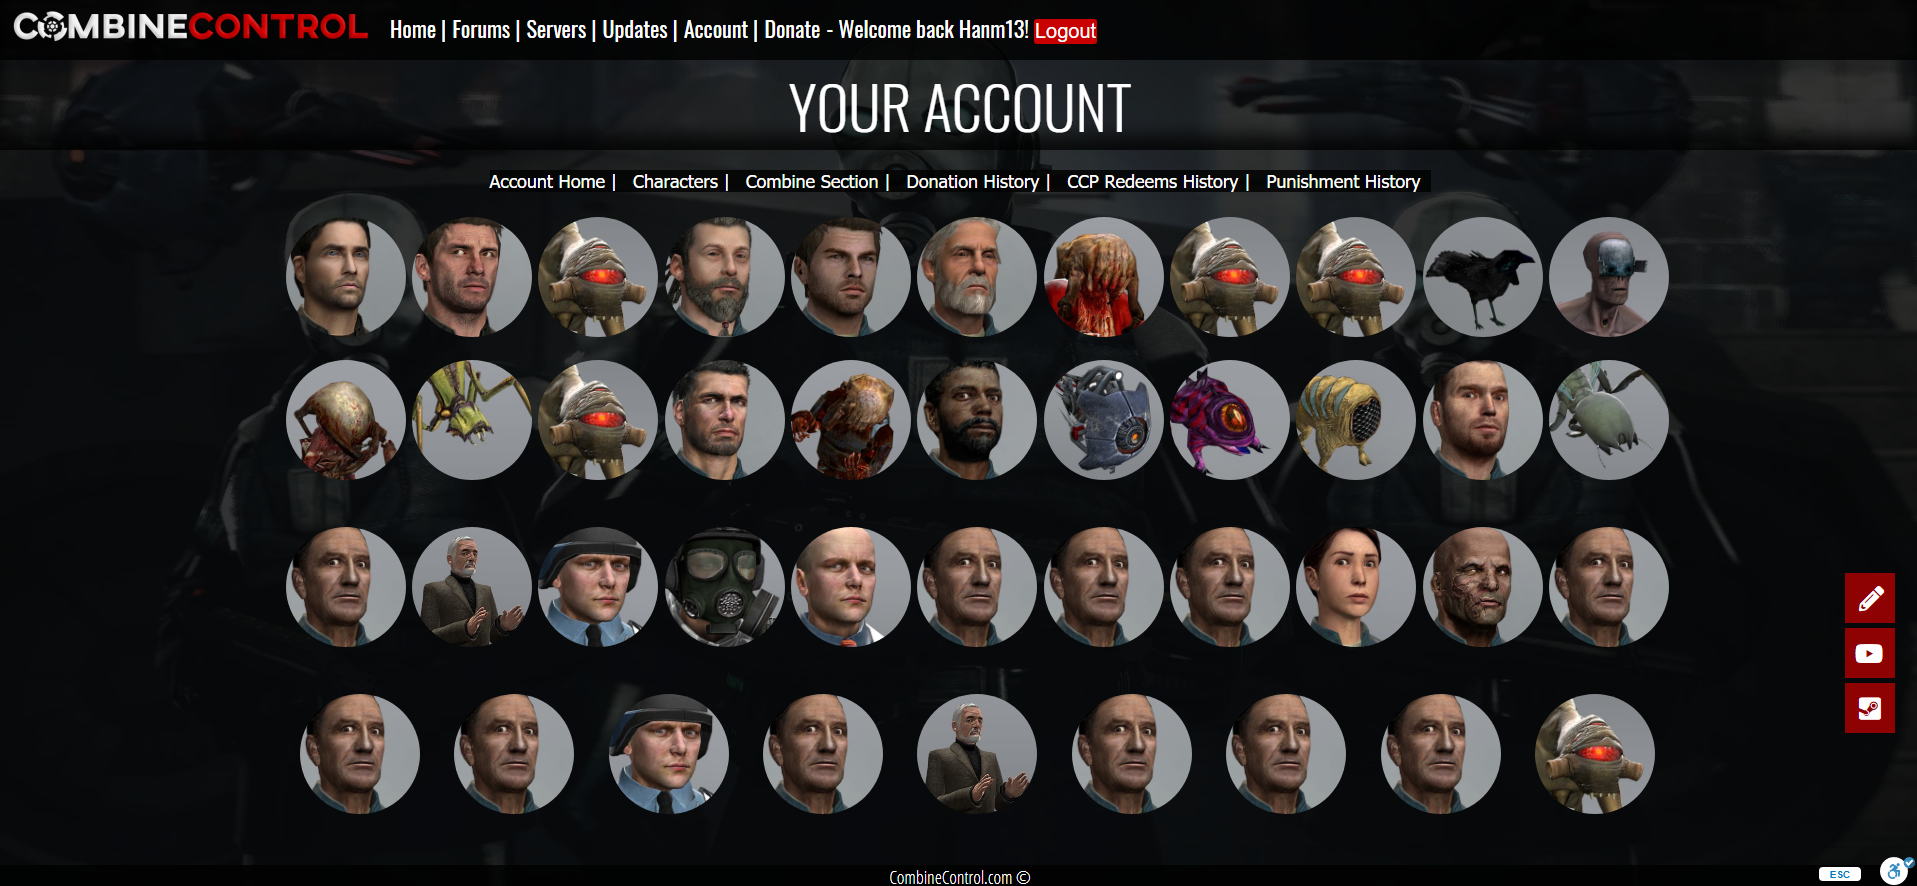 COMBINECONTROL Home | Forums | Servers | Updates | Account | Donate - Welcome back Hanm13! Logout
YOUR ACCOUNT
Account Home | Characters | Combine Section | Donation History | CCP Redeems History | Punishment History
CombineControl.com ©
ESC